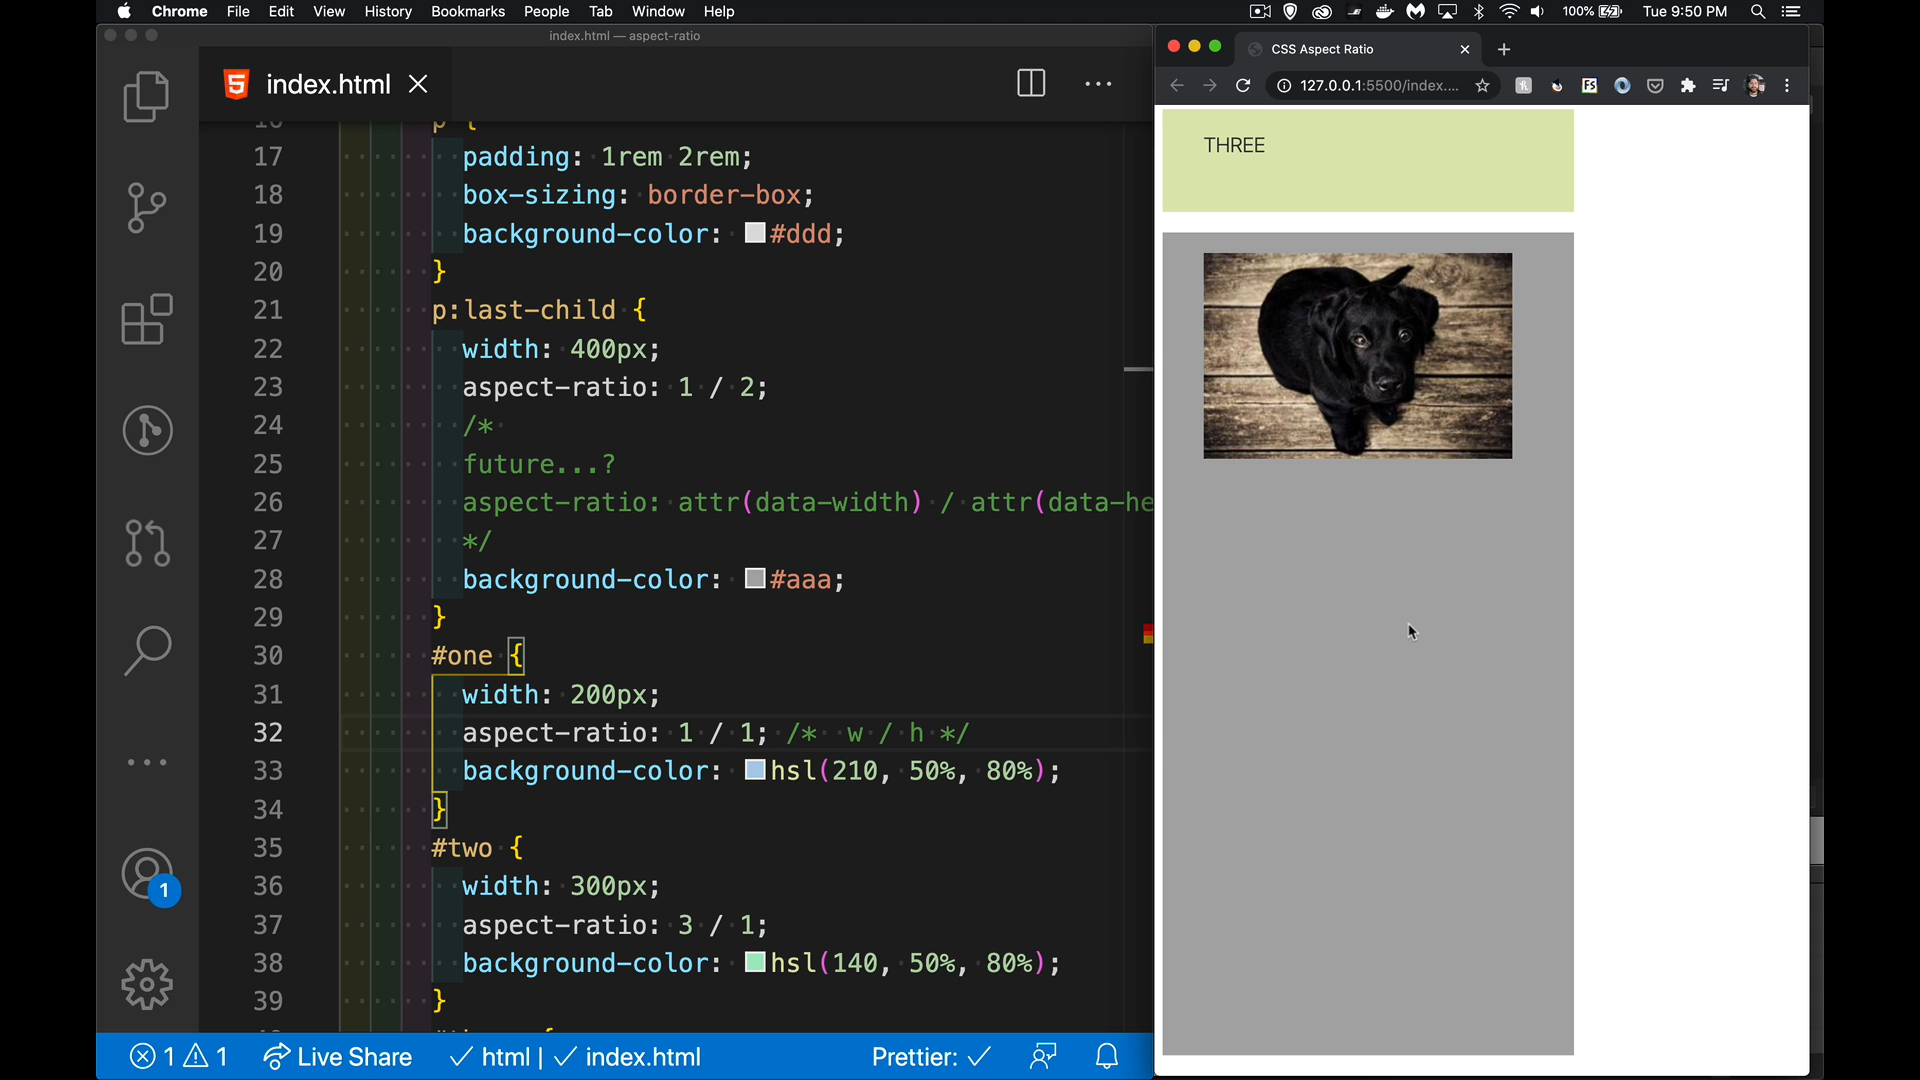 Chrome File Edit View History Bookmarks People Tab Window Help
100% Tue 9:50 PM
index.html — aspect-ratio
index.html
17 padding: 1rem 2rem;
18 box-sizing: border-box;
19 background-color: #ddd;
20 }
21 p:last-child {
22 width: 400px;
23 aspect-ratio: 1 / 2;
24 /*
25 future...?
26 aspect-ratio: attr(data-width) / attr(data-he
27 */
28 background-color: #aaa;
29 }
30 #one {
31 width: 200px;
32 aspect-ratio: 1 / 1; /* w / h */
33 background-color: hsl(210, 50%, 80%);
34 }
35 #two {
36 width: 300px;
37 aspect-ratio: 3 / 1;
38 background-color: hsl(140, 50%, 80%);
39 }
1
1 1 Live Share html | index.html Prettier:
CSS Aspect Ratio
127.0.0.1:5500/index....
THREE